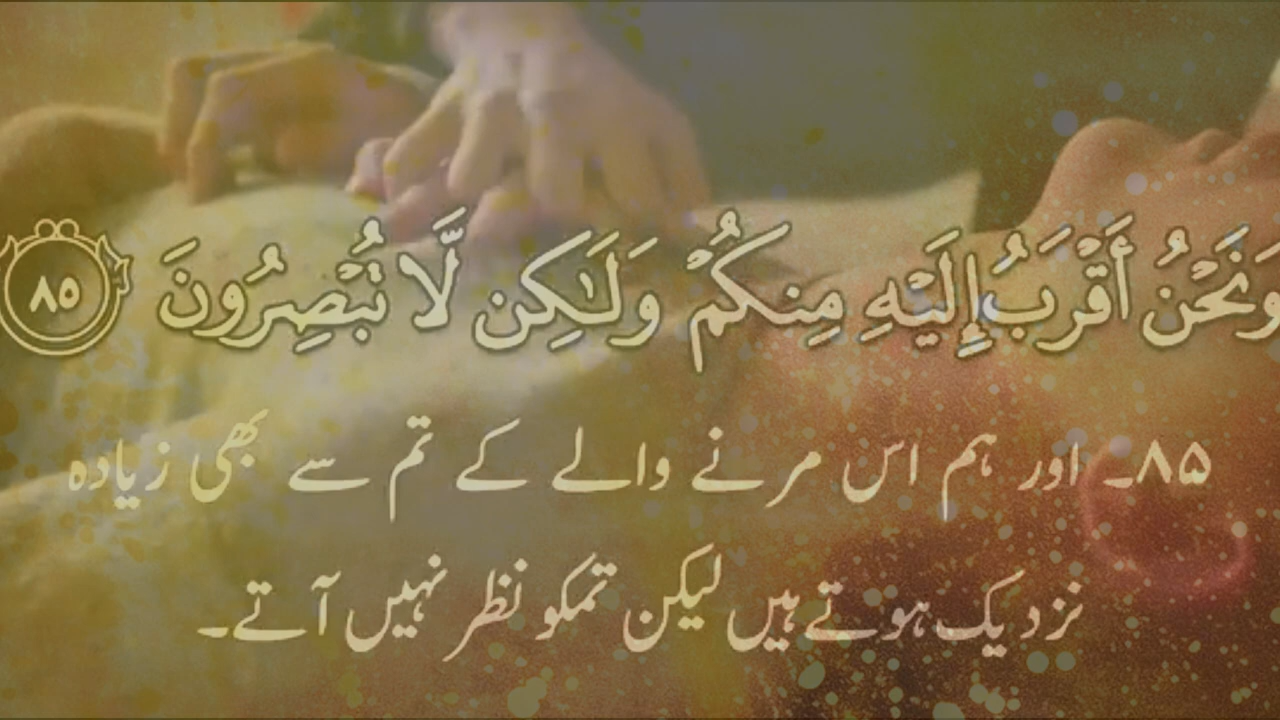 وَنَحْنُ أَقْرَبُ إِلَيْهِ مِنكُمْ وَلَٰكِن لَّا تُبْصِرُونَ ٨٥
۸۵۔ اور ہم اس مرنے والے کے تم سے بھی زیادہ
نزدیک ہوتے ہیں لیکن تمکو نظر نہیں آتے۔